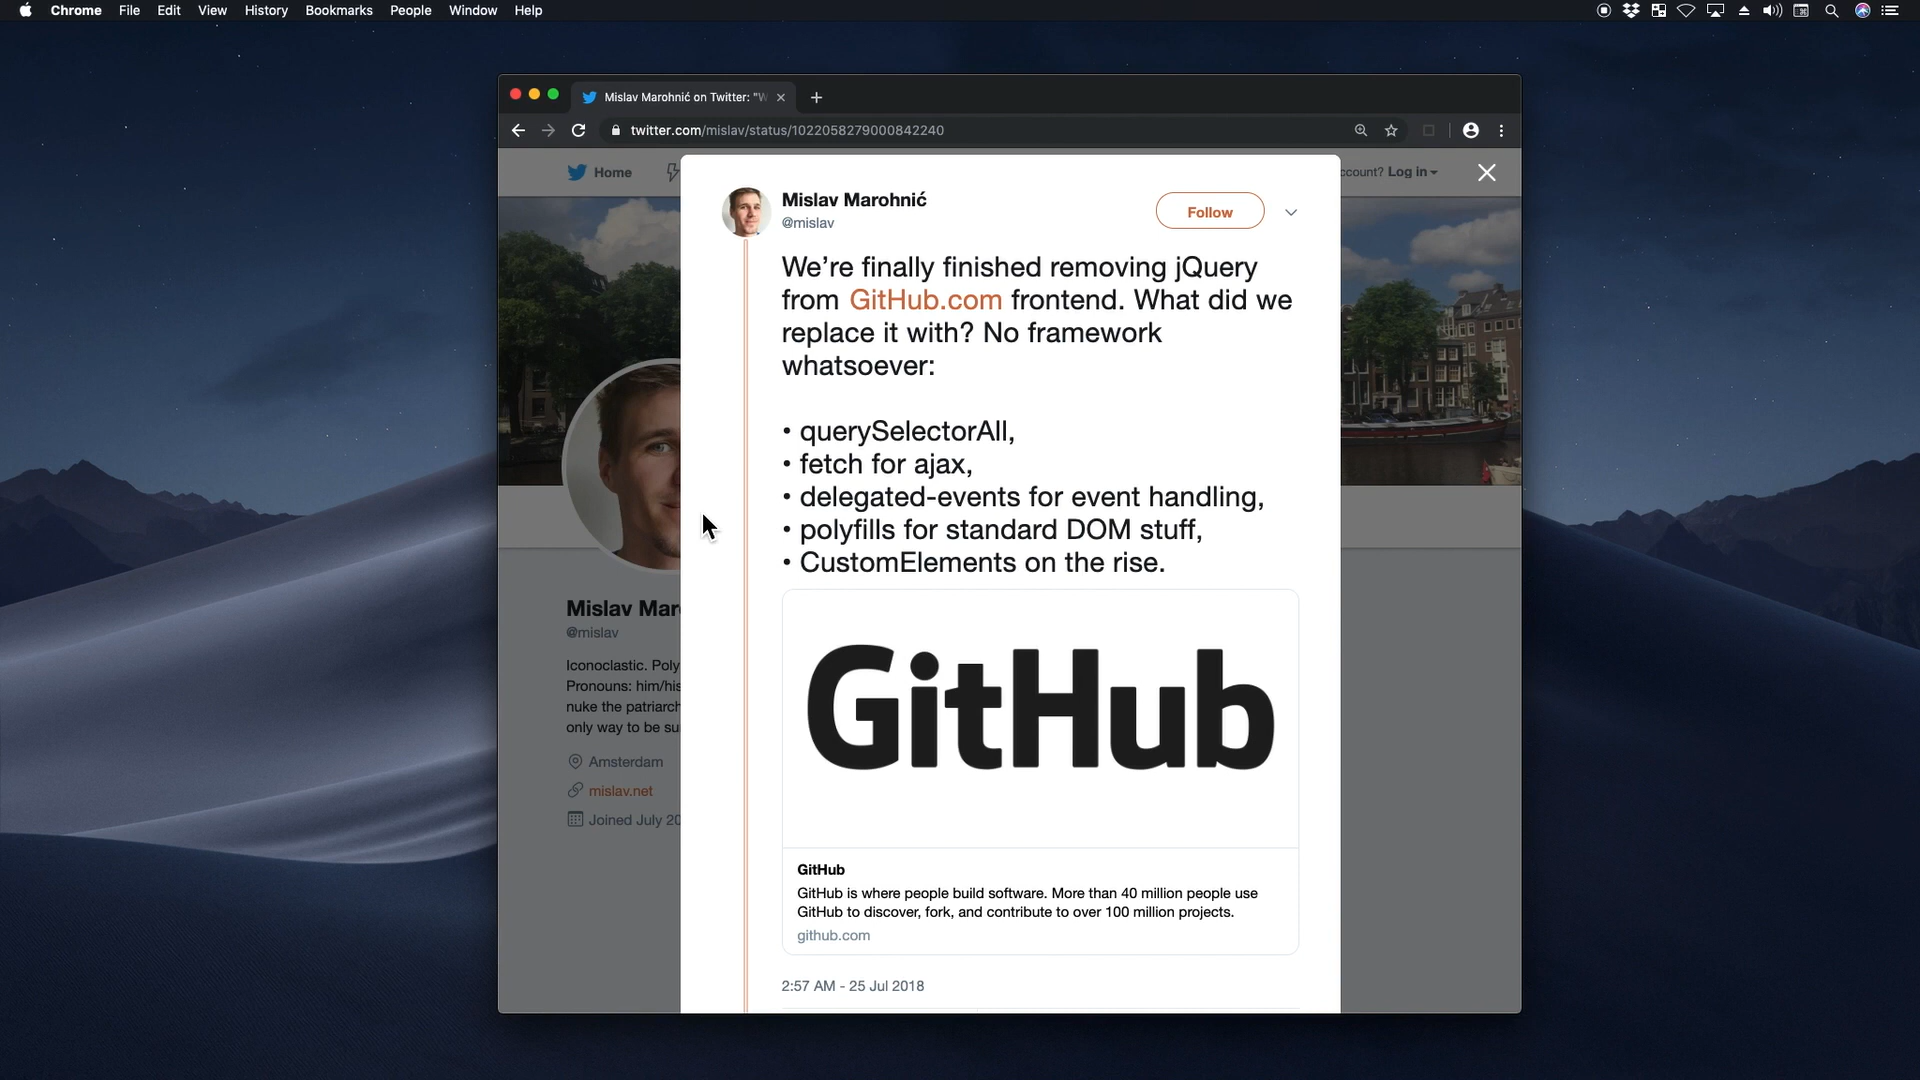 Chrome File Edit View History Bookmarks People Window Help
Mislav Marohnić on Twitter: "W
twitter.com/mislav/status/1022058279000842240
Home
ccount? Log in
Mislav Marohnić
@mislav
Follow
We're finally finished removing jQuery
from GitHub.com frontend. What did we
replace it with? No framework
whatsoever:
• querySelectorAll,
• fetch for ajax,
• delegated-events for event handling,
• polyfills for standard DOM stuff,
• CustomElements on the rise.
GitHub
GitHub
GitHub is where people build software. More than 40 million people use
GitHub to discover, fork, and contribute to over 100 million projects.
github.com
2:57 AM - 25 Jul 2018
Mislav Mar
@mislav
Iconoclastic. Poly
Pronouns: him/his
nuke the patriarch
only way to be su
Amsterdam
mislav.net
Joined July 20